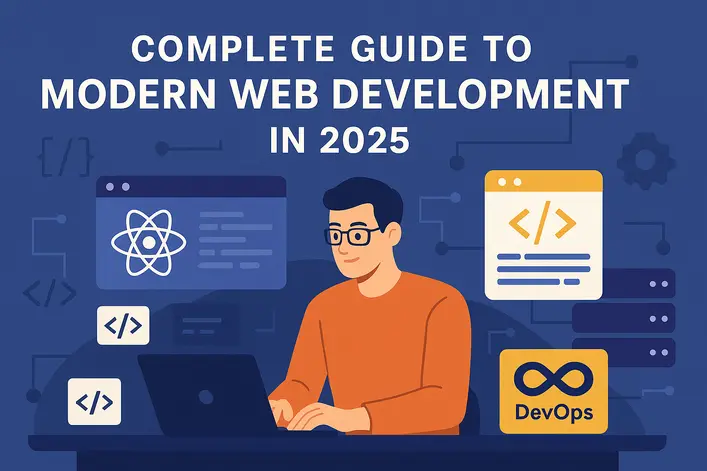 COMPLETE GUIDE TO
MODERN WEB DEVELOPMENT
IN 2025
{/}
</>
</>
</>
</>
DevOps